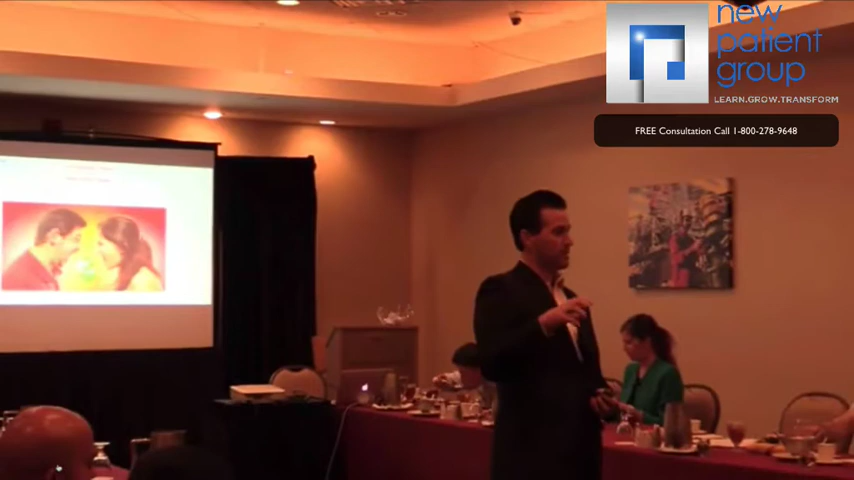 new
patient
group
LEARN.GROW.TRANSFORM
FREE Consultation Call 1-800-278-9648